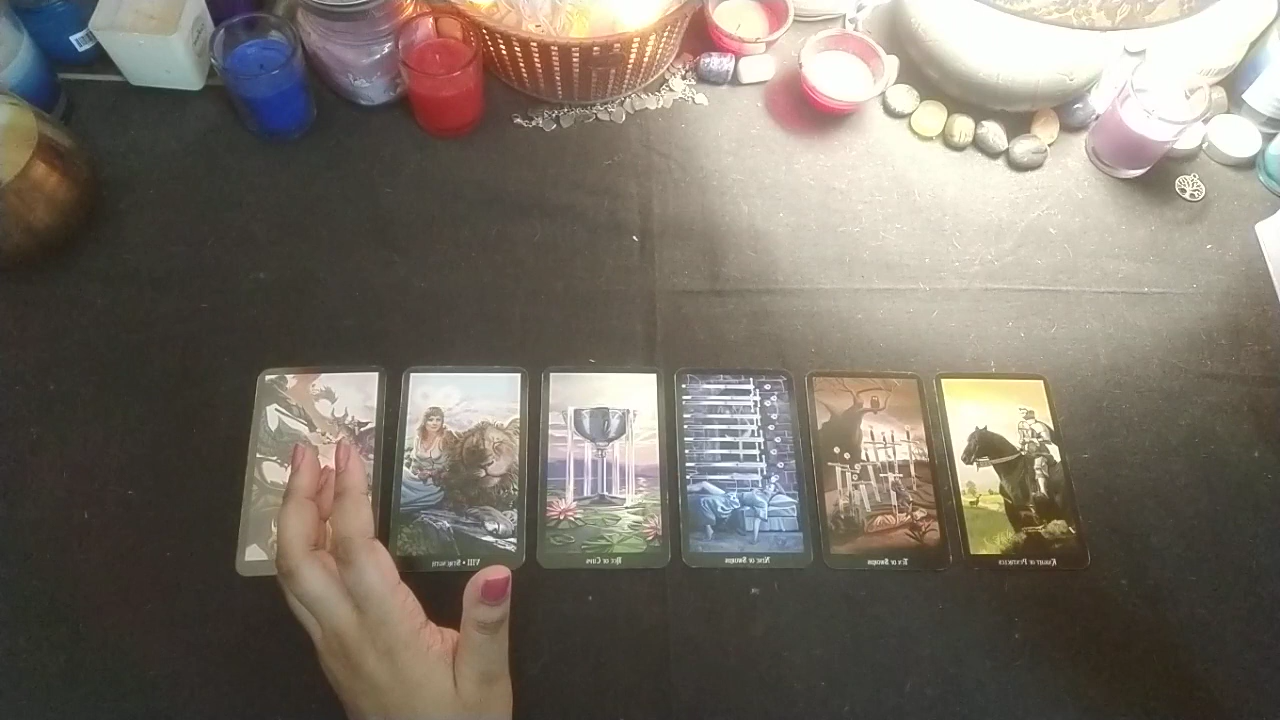 VIII • Strength
Ace of Cups
Nine of Swords
Ten of Swords
Knight of Pentacles